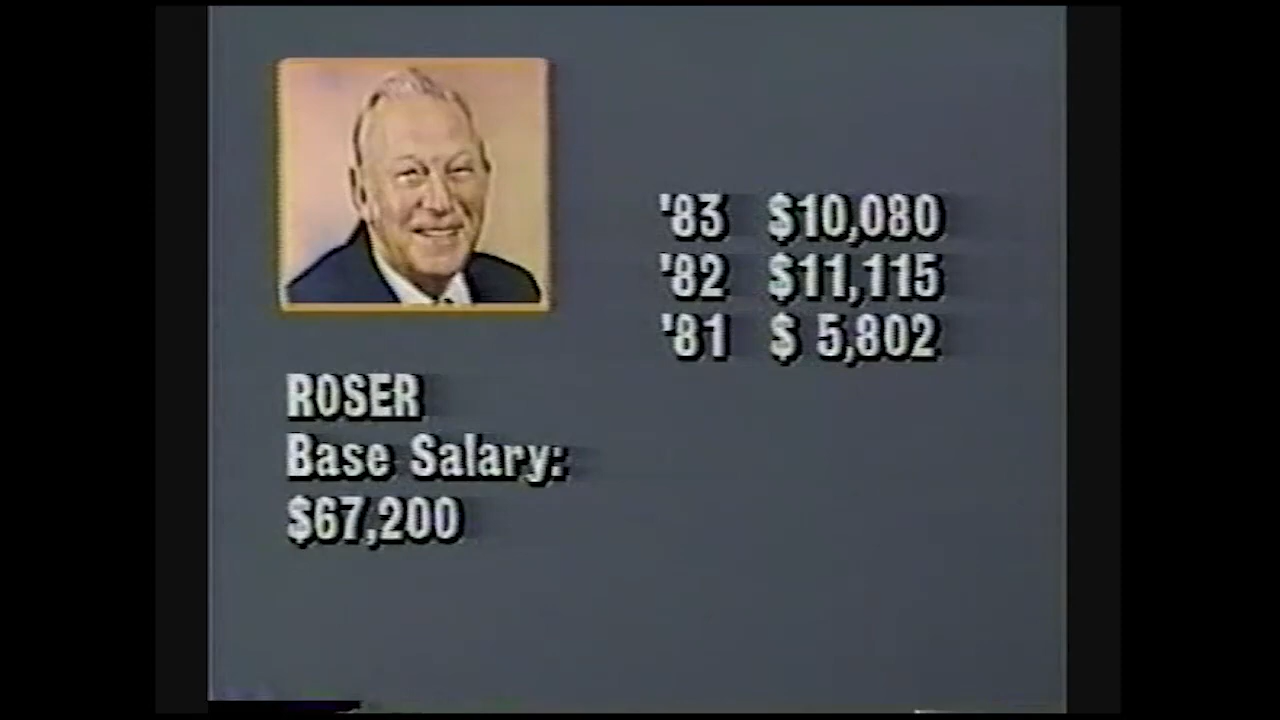 '83 $10,080
'82 $11,115
'81 $ 5,802
ROSER
Base Salary:
$67,200